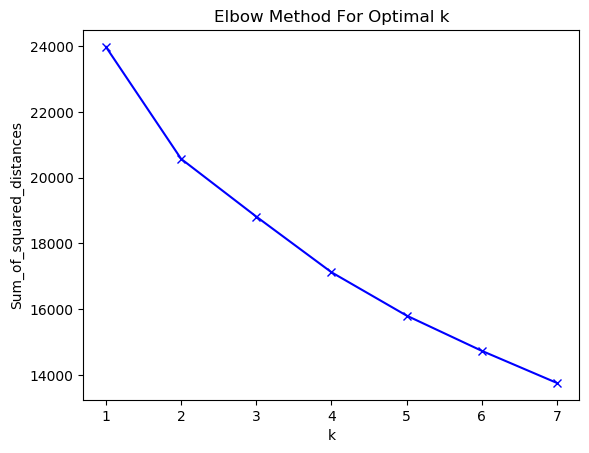 Elbow Method For Optimal k
24000
22000
20000
18000
16000
14000
Sum_of_squared_distances
1 2 3 4 5 6 7
k